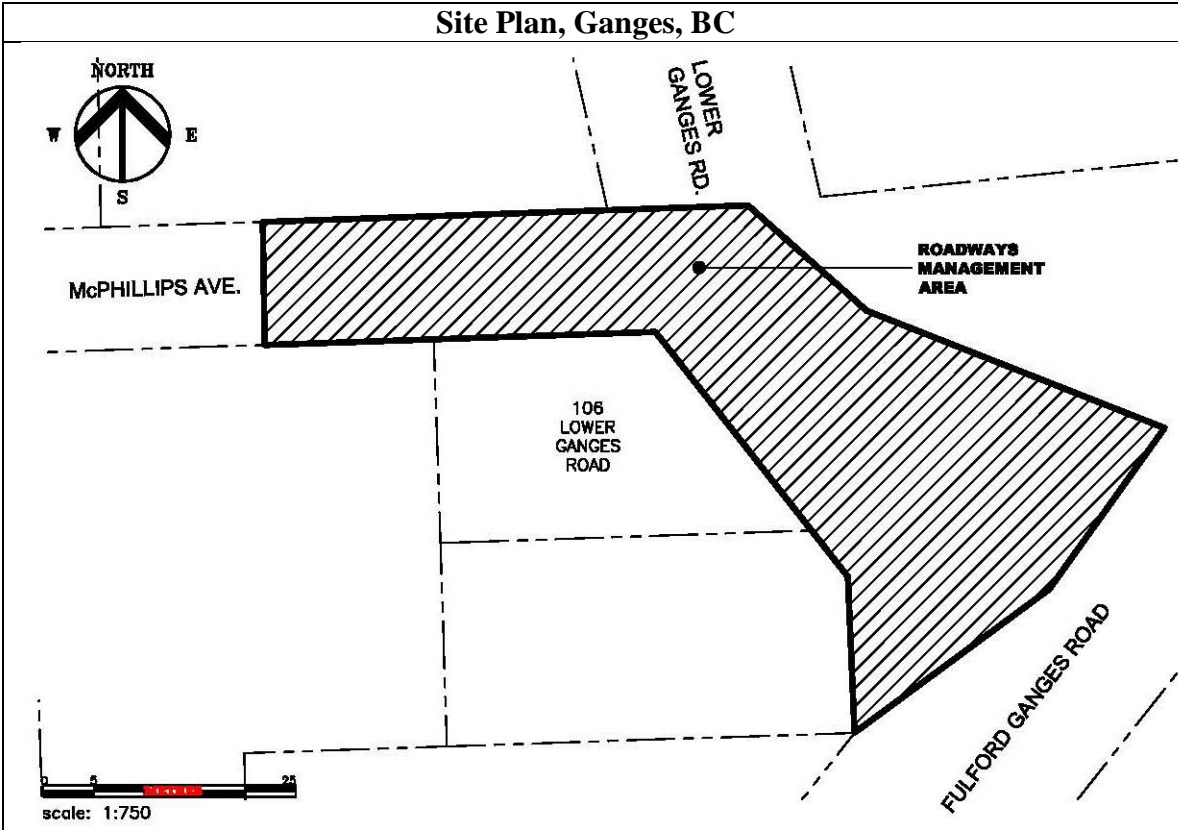 Site Plan, Ganges, BC
NORTH
W
E
S
LOWER
GANGES RD.
McPHILLIPS AVE.
ROADWAYS
MANAGEMENT
AREA
106
LOWER
GANGES
ROAD
FULFORD GANGES ROAD
0 5 25
scale: 1:750